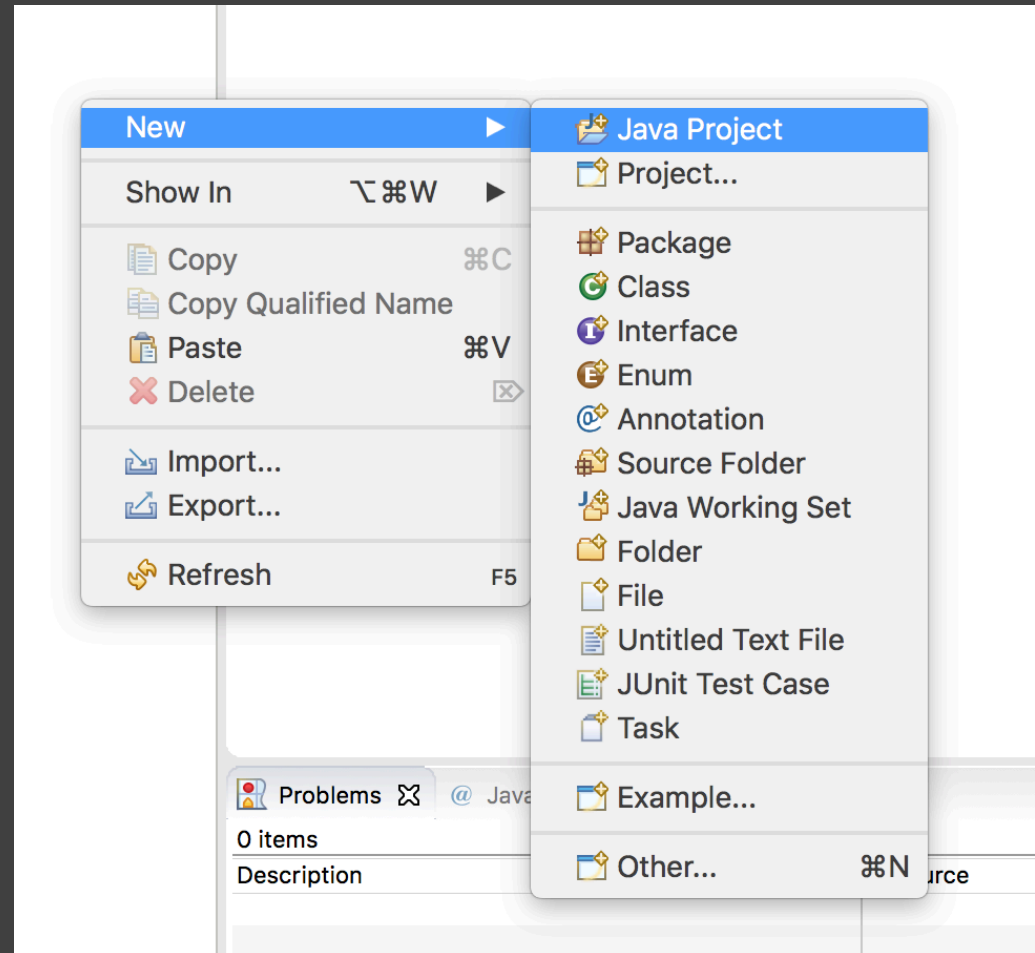 New
Show In ⌥⌘W
Copy ⌘C
Copy Qualified Name
Paste ⌘V
Delete ⌦
Import...
Export...
Refresh F5
Java Project
Project...
Package
Class
Interface
Enum
Annotation
Source Folder
Java Working Set
Folder
File
Untitled Text File
JUnit Test Case
Task
Example...
Other... ⌘N
Problems @ Java
0 items
Description